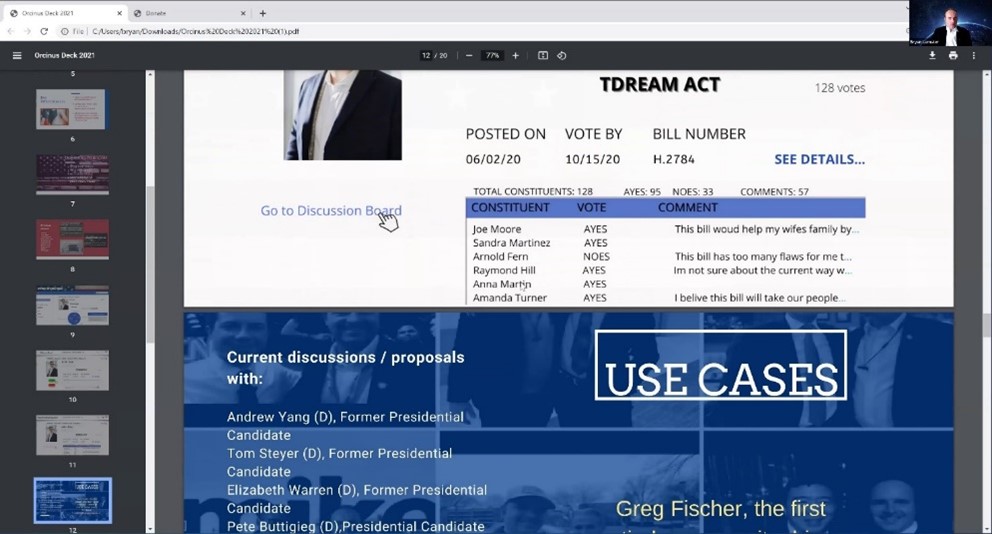 Orcinus Deck 2021
Donate
File
C:/Users/bryan/Downloads/Orcinus%20Deck%202021%20(1).pdf
Orcinus Deck 2021
12 / 20
77%
5
6
7
8
9
10
11
12
TDREAM ACT
128 votes
POSTED ON VOTE BY BILL NUMBER
06/02/20 10/15/20 H.2784 SEE DETAILS...
Go to Discussion Board
TOTAL CONSTITUENTS: 128 AYES: 95 NOES: 33 COMMENTS: 57
CONSTITUENT VOTE COMMENT
Joe Moore AYES This bill woud help my wifes family by...
Sandra Martinez AYES
Arnold Fern NOES This bill has too many flaws for me t...
Raymond Hill AYES Im not sure about the current way w...
Anna Martin AYES
Amanda Turner AYES I belive this bill will take our people...
Current discussions / proposals
with:
Andrew Yang (D), Former Presidential
Candidate
Tom Steyer (D), Former Presidential
Candidate
Elizabeth Warren (D), Former Presidential
Candidate
Pete Buttigieg (D),Presidential Candidate
USE CASES
Greg Fischer, the first